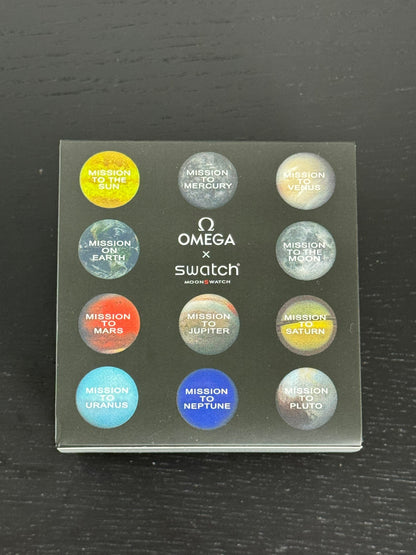 MISSION
TO THE
SUN
MISSION
TO
MERCURY
MISSION
TO
VENUS
MISSION
ON
EARTH
Ω
OMEGA
×
swatch®
MOONSWATCH
MISSION
TO
THE MOON
MISSION
TO
MARS
MISSION
TO
JUPITER
MISSION
TO
SATURN
MISSION
TO
URANUS
MISSION
TO
NEPTUNE
MISSION
TO
PLUTO